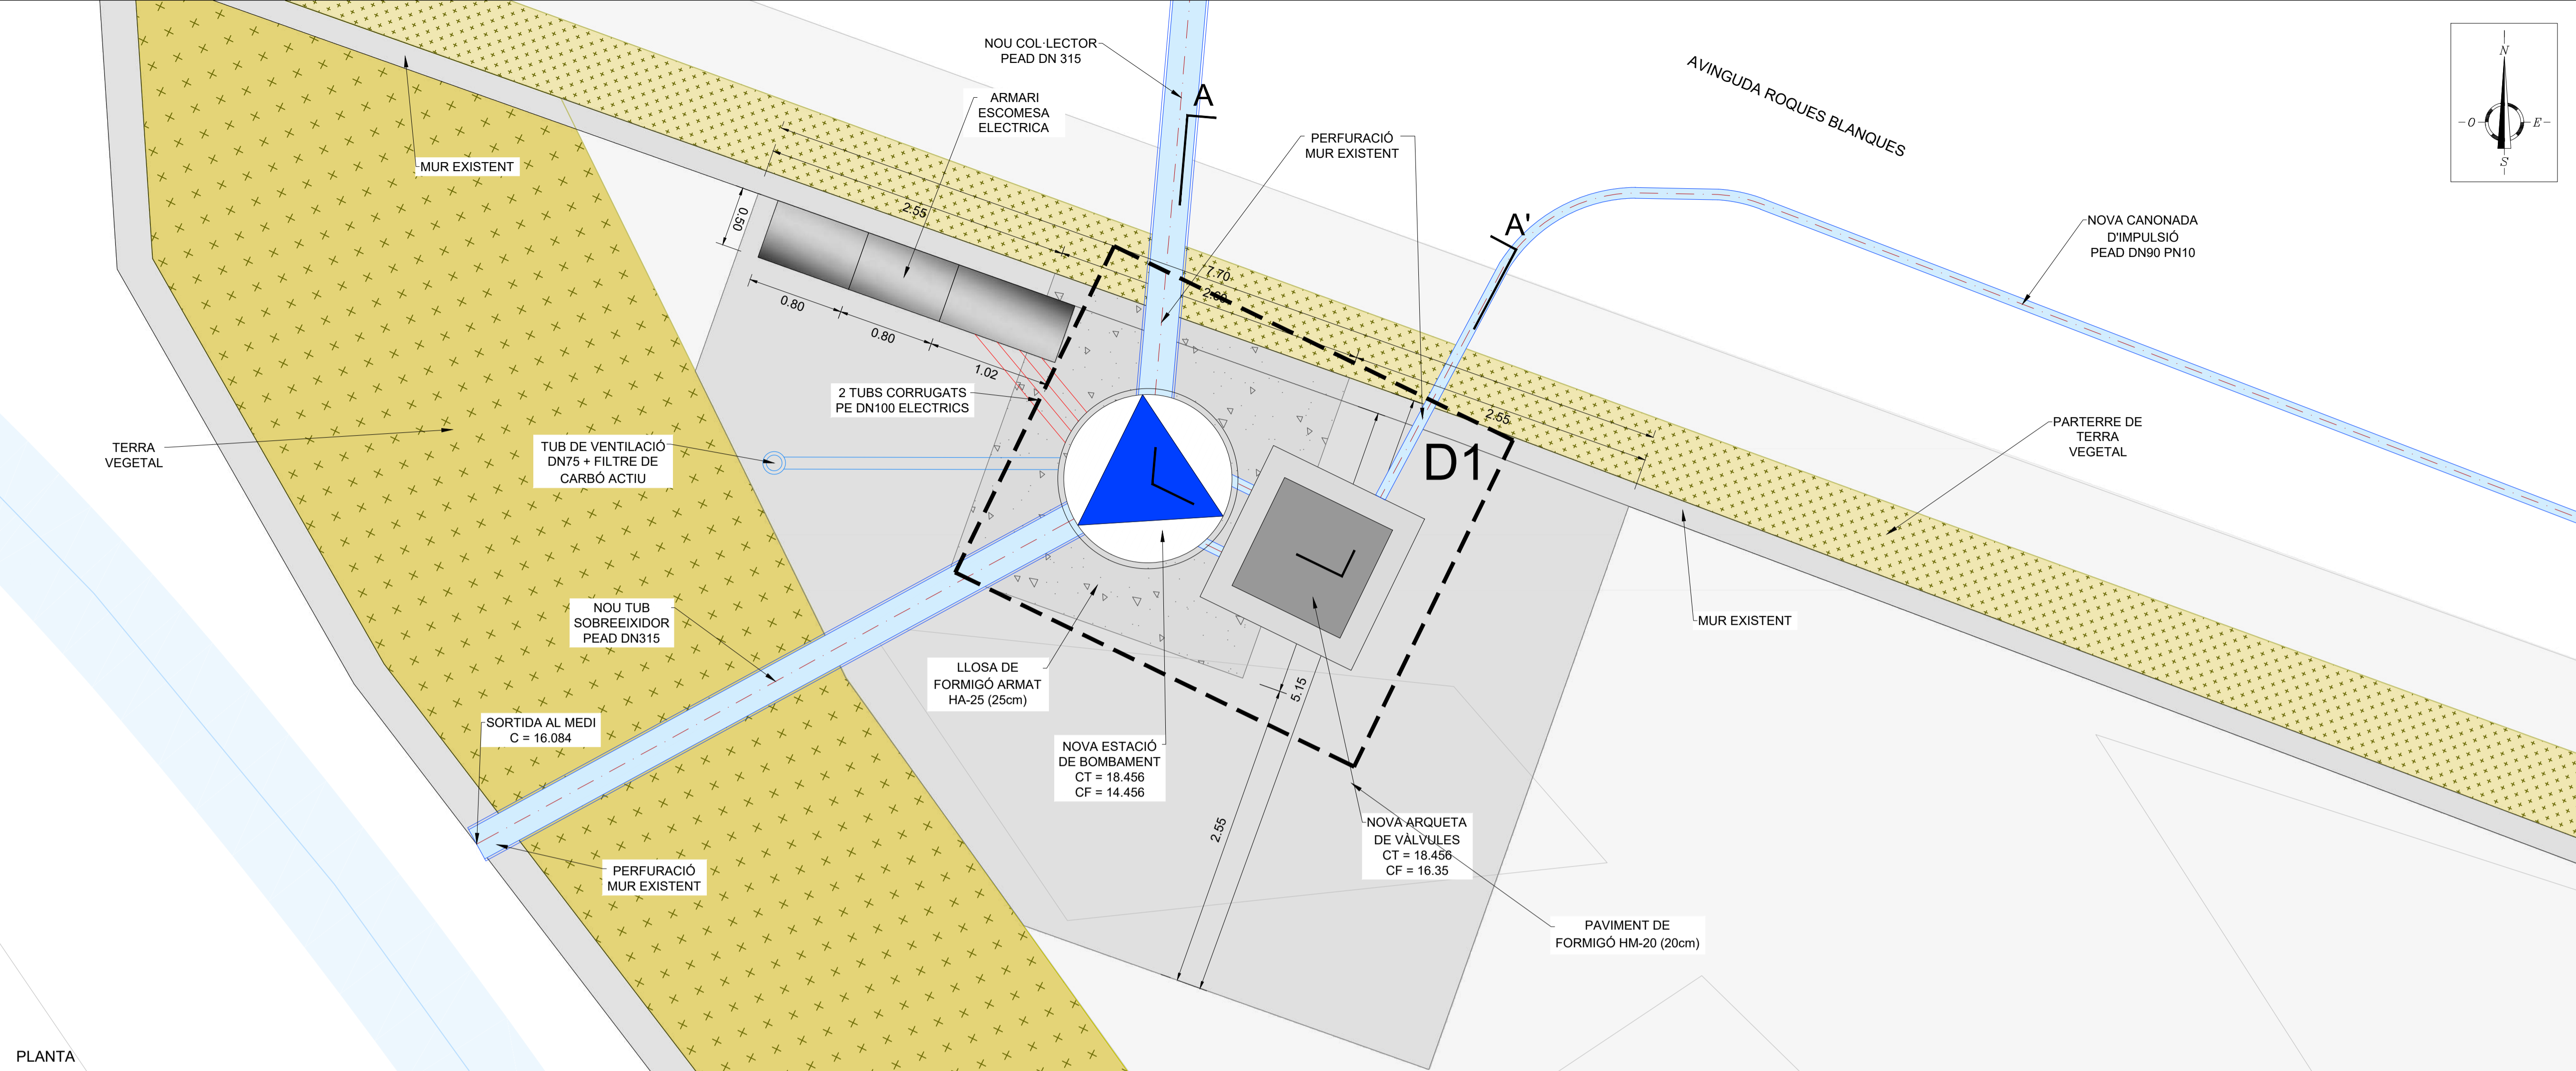 NOU COL·LECTOR
PEAD DN 315
A
AVINGUDA ROQUES BLANQUES
N
O
E
S
ARMARI
ESCOMESA
ELECTRICA
PERFURACIÓ
MUR EXISTENT
MUR EXISTENT
A'
NOVA CANONADA
D'IMPULSIÓ
PEAD DN90 PN10
0.50
2.55
7.70
0.80
0.80
1.02
2.55
2 TUBS CORRUGATS
PE DN100 ELECTRICS
D1
TERRA
VEGETAL
TUB DE VENTILACIÓ
DN75 + FILTRE DE
CARBÓ ACTIU
PARTERRE DE
TERRA
VEGETAL
NOU TUB
SOBREEIXIDOR
PEAD DN315
MUR EXISTENT
LLOSA DE
FORMIGÓ ARMAT
HA-25 (25cm)
5.15
SORTIDA AL MEDI
C = 16.084
NOVA ESTACIÓ
DE BOMBAMENT
CT = 18.456
CF = 14.456
2.55
NOVA ARQUETA
DE VÀLVULES
CT = 18.456
CF = 16.35
PERFURACIÓ
MUR EXISTENT
PAVIMENT DE
FORMIGÓ HM-20 (20cm)
PLANTA